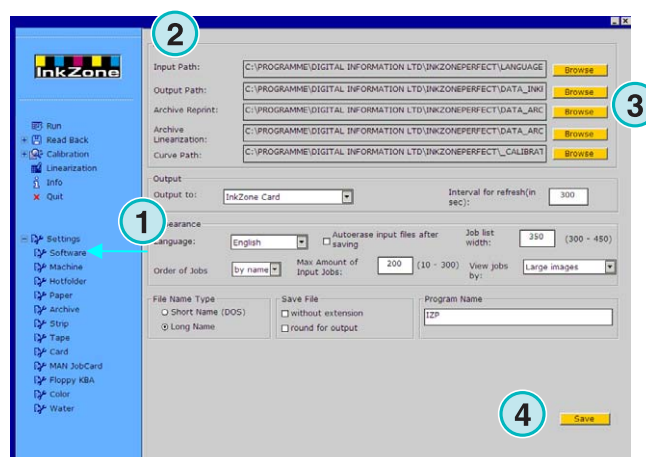 InkZone
Run
Read Back
Calibration
Linearization
Info
Quit
Settings
Software
Machine
Hotfolder
Paper
Archive
Strip
Tape
Card
MAN JobCard
Floppy KBA
Color
Water
1
2
Input Path: C:\PROGRAMME\DIGITAL INFORMATION LTD\INKZONEPERFECT\LANGUAGE Browse
Output Path: C:\PROGRAMME\DIGITAL INFORMATION LTD\INKZONEPERFECT\DATA_INKI Browse
3
Archive Reprint: C:\PROGRAMME\DIGITAL INFORMATION LTD\INKZONEPERFECT\DATA_ARC Browse
Archive
Linearization: C:\PROGRAMME\DIGITAL INFORMATION LTD\INKZONEPERFECT\DATA_ARC Browse
Curve Path: C:\PROGRAMME\DIGITAL INFORMATION LTD\INKZONEPERFECT\_CALIBRAT Browse
Output
Output to: InkZone Card Interval for refresh(in
sec): 300
pearance
anguage: English Autoerase input files after
saving
Job list
width: 350 (300 - 450)
Order of Jobs by name Max Amount of
Input Jobs: 200 (10 - 300) View jobs
by: Large images
File Name Type
Short Name (DOS)
Long Name
Save File
without extension
round for output
Program Name
IZP
4
Save